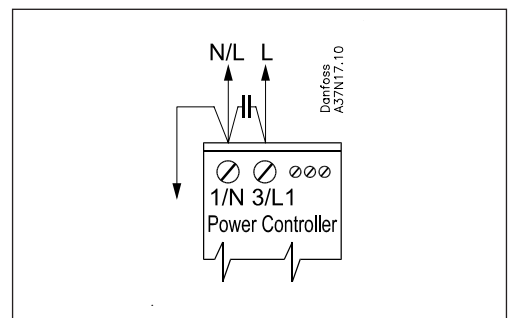 N/L L
Danfoss
A37N17.10
1/N 3/L1
Power Controller